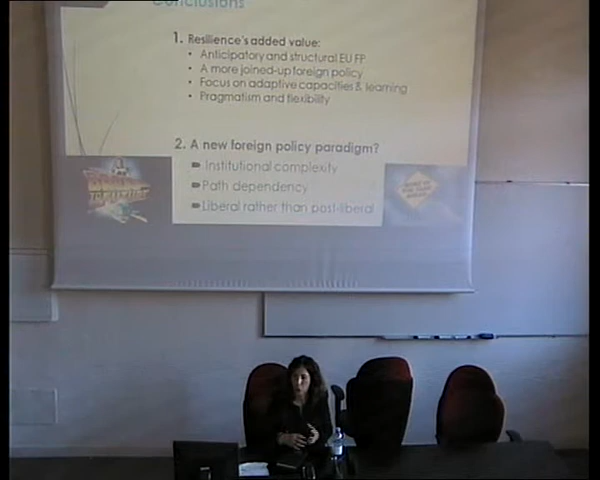 Conclusions
1. Resilience's added value:
• Anticipatory and structural EU FP
• A more joined-up foreign policy
• Focus on adaptive capacities & learning
• Pragmatism and flexibility
2. A new foreign policy paradigm?
Institutional complexity
Path dependency
Liberal rather than post-liberal